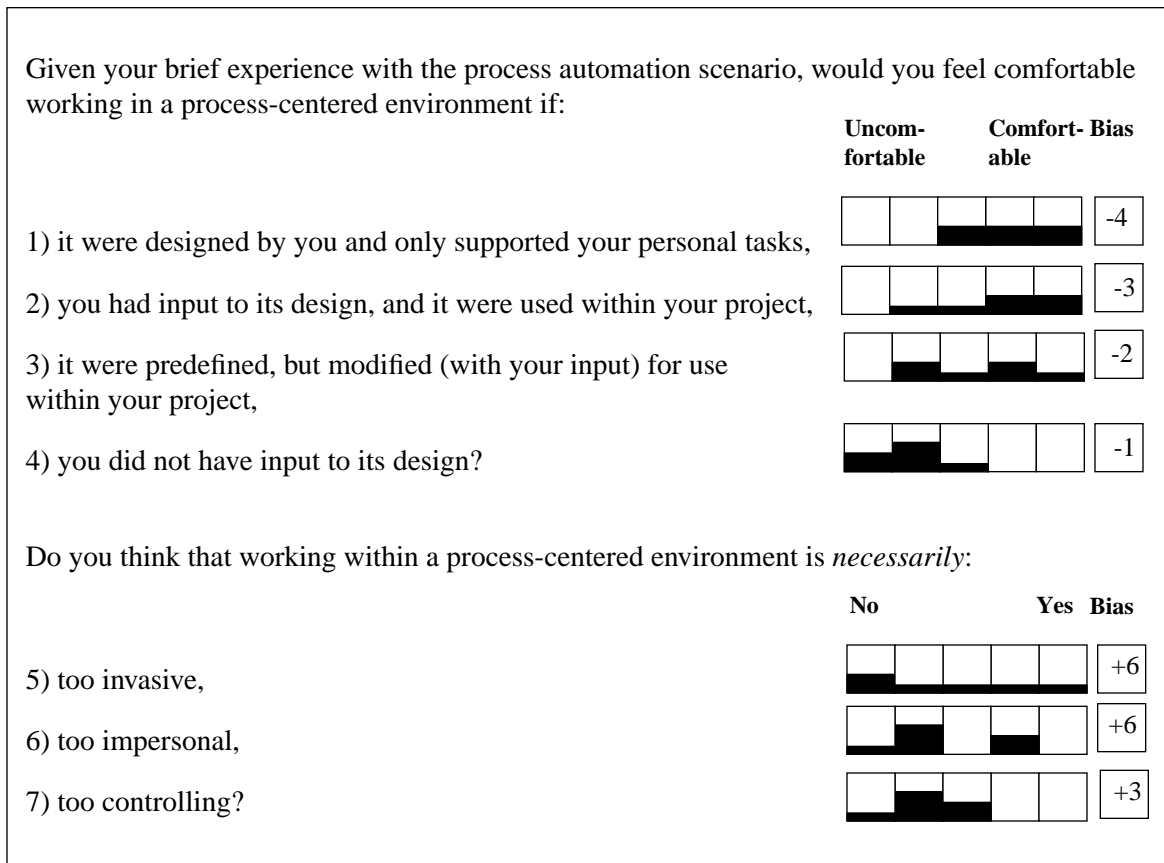 Given your brief experience with the process automation scenario, would you feel comfortable
working in a process-centered environment if:
Uncom- Comfort- Bias
fortable able
1) it were designed by you and only supported your personal tasks, -4
2) you had input to its design, and it were used within your project, -3
3) it were predefined, but modified (with your input) for use -2
within your project,
4) you did not have input to its design? -1
Do you think that working within a process-centered environment is necessarily:
No Yes Bias
5) too invasive, +6
6) too impersonal, +6
7) too controlling? +3